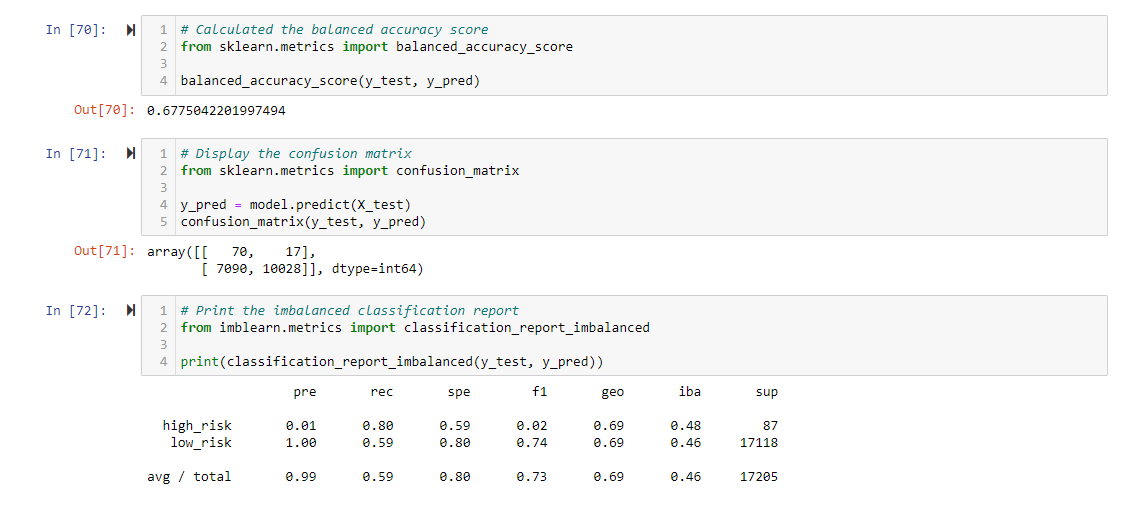 In [70]:
1 # Calculated the balanced accuracy score
2 from sklearn.metrics import balanced_accuracy_score
3
4 balanced_accuracy_score(y_test, y_pred)
Out[70]: 0.6775042201997494
In [71]:
1 # Display the confusion matrix
2 from sklearn.metrics import confusion_matrix
3
4 y_pred = model.predict(X_test)
5 confusion_matrix(y_test, y_pred)
Out[71]: array([[   70,    17],
       [ 7090, 10028]], dtype=int64)
In [72]:
1 # Print the imbalanced classification report
2 from imblearn.metrics import classification_report_imbalanced
3
4 print(classification_report_imbalanced(y_test, y_pred))
                   pre       rec       spe        f1       geo       iba       sup
  high_risk       0.01      0.80      0.59      0.02      0.69      0.48        87
   low_risk       1.00      0.59      0.80      0.74      0.69      0.46     17118
avg / total       0.99      0.59      0.80      0.73      0.69      0.46     17205